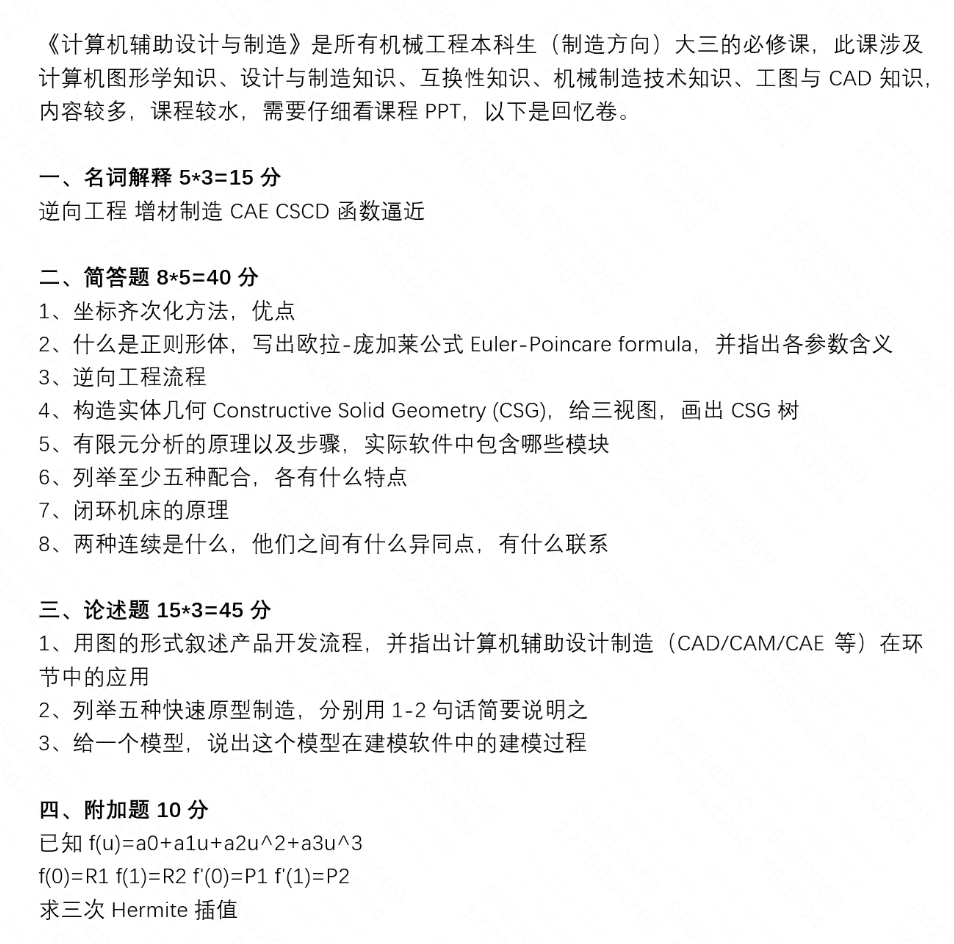 《计算机辅助设计与制造》是所有机械工程本科生（制造方向）大三的必修课，此课涉及
计算机图形学知识、设计与制造知识、互换性知识、机械制造技术知识、工图与 CAD 知识,
内容较多，课程较水，需要仔细看课程 PPT，以下是回忆卷。
一、名词解释 5*3=15 分
逆向工程 增材制造 CAE CSCD 函数逼近
二、简答题 8*5=40 分
1、坐标齐次化方法，优点
2、什么是正则形体，写出欧拉-庞加莱公式 Euler-Poincare formula，并指出各参数含义
3、逆向工程流程
4、构造实体几何 Constructive Solid Geometry (CSG)，给三视图，画出 CSG 树
5、有限元分析的原理以及步骤，实际软件中包含哪些模块
6、列举至少五种配合，各有什么特点
7、闭环机床的原理
8、两种连续是什么，他们之间有什么异同点，有什么联系
三、论述题 15*3=45 分
1、用图的形式叙述产品开发流程，并指出计算机辅助设计制造（CAD/CAM/CAE 等）在环
节中的应用
2、列举五种快速原型制造，分别用 1-2 句话简要说明之
3、给一个模型，说出这个模型在建模软件中的建模过程
四、附加题 10 分
已知 f(u)=a0+a1u+a2u^2+a3u^3
f(0)=R1 f(1)=R2 f'(0)=P1 f'(1)=P2
求三次 Hermite 插值